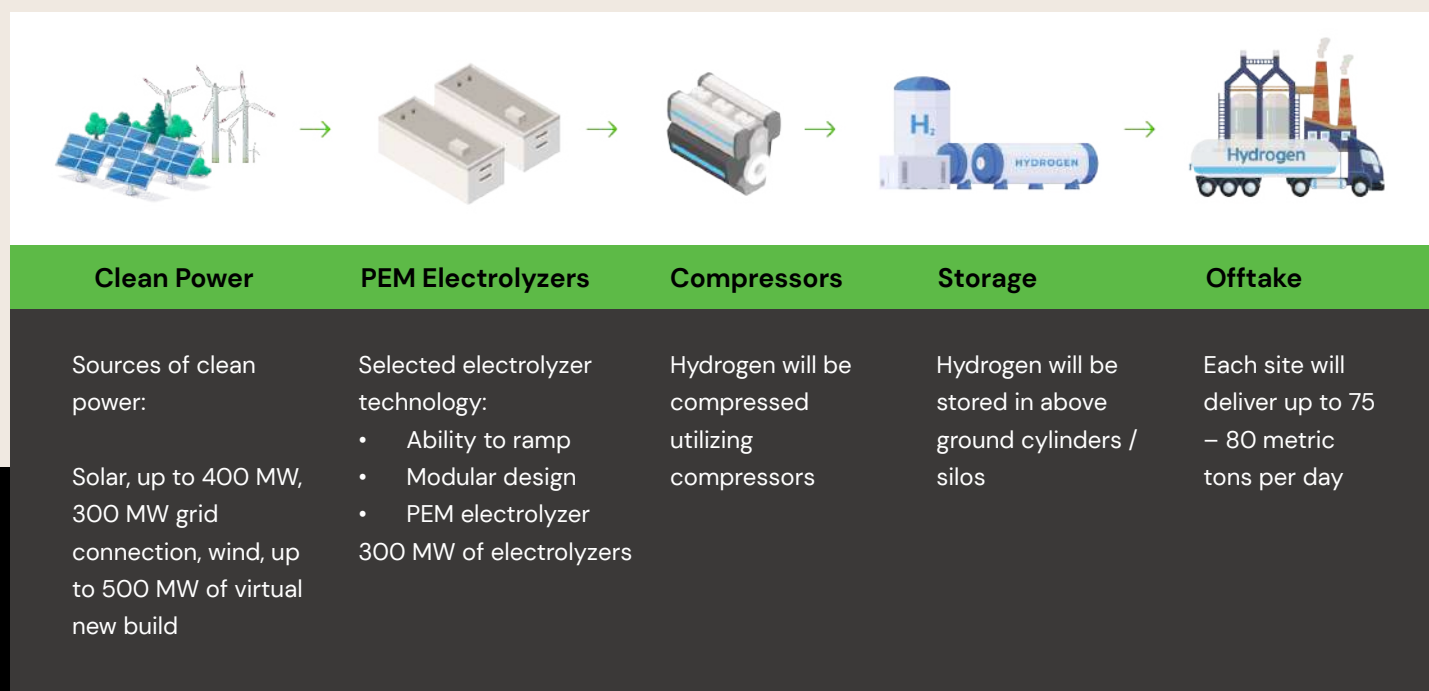 H₂
HYDROGEN
Hydrogen
Clean Power
PEM Electrolyzers
Compressors
Storage
Offtake
Sources of clean
power:
Solar, up to 400 MW,
300 MW grid
connection, wind, up
to 500 MW of virtual
new build
Selected electrolyzer
technology:
• Ability to ramp
• Modular design
• PEM electrolyzer
300 MW of electrolyzers
Hydrogen will be
compressed
utilizing
compressors
Hydrogen will be
stored in above
ground cylinders /
silos
Each site will
deliver up to 75
– 80 metric
tons per day